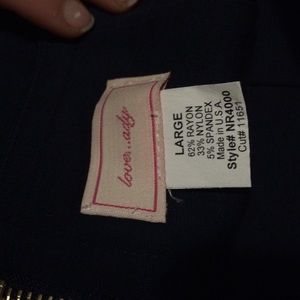 love...ady
LARGE
62% RAYON
33% NYLON
5% SPANDEX
Made in U.S.A.
Style# NR4000
Cut# 11651